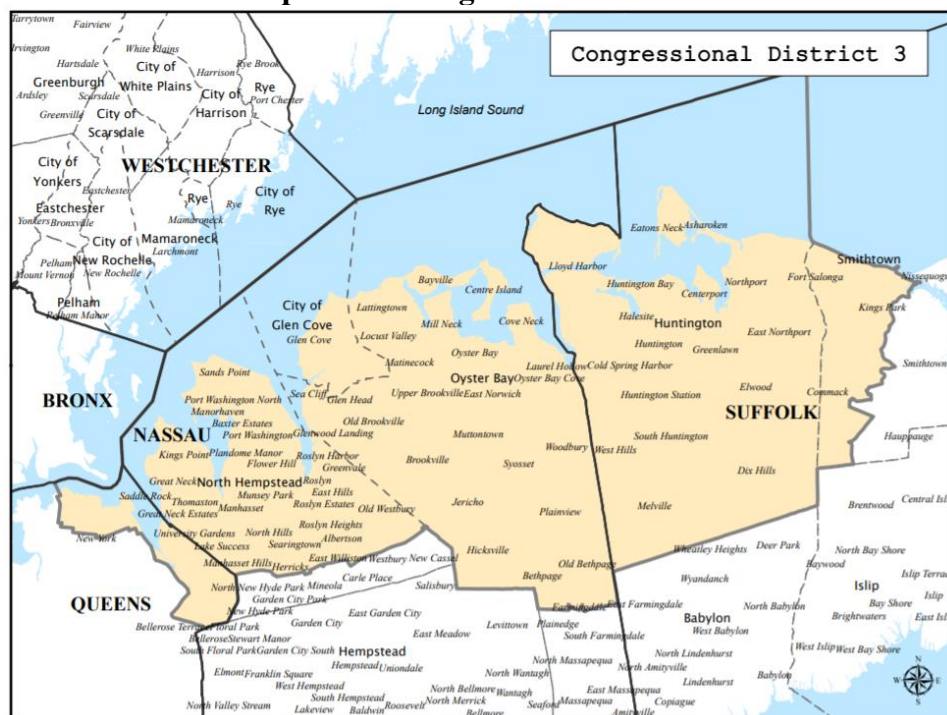 Congressional District 3
Tarrytown
Fairview
Irvington
White Plains
Hartsdale
City of
White Plains
Greenburgh
Ardsley
Scarsdale
Greenville
City of
Scarsdale
Harrison
Rye Brook
City of
Harrison
Rye
Port Chester
Long Island Sound
WESTCHESTER
City of
Yonkers
Eastchester
Eastchester
Yonkers
Bronxville
Rye
Rye
City of
Rye
Mamaroneck
Mamaroneck
Larchmont
City of
New Rochelle
New Rochelle
Pelham
Mount Vernon
Pelham
Pelham Manor
Eatons Neck
Asharoken
Smithtown
Lloyd Harbor
Fort Salonga
Huntington Bay
Northport
Centerport
Kings Park
Bayville
Centre Island
Lattingtown
City of
Glen Cove
Glen Cove
Mill Neck
Cove Neck
Locust Valley
Halesite
Huntington
Huntington
East Northport
Greenlawn
Matinecock
Oyster Bay
Laurel Hollow
Cold Spring Harbor
Smithtown
Sands Point
Oyster Bay
Oyster Bay Cove
Sea Cliff
Glen Head
Upper Brookville
East Norwich
Huntington Station
Elwood
Commack
BRONX
Port Washington North
Manorhaven
Baxter Estates
NASSAU
Port Washington
Glenwood Landing
Old Brookville
SUFFOLK
Muttontown
South Huntington
Hauppauge
Kings Point
Plandome Manor
Flower Hill
Roslyn Harbor
Greenvale
Brookville
Syosset
Woodbury
West Hills
Dix Hills
Great Neck
North Hempstead
Roslyn
Saddle Rock
Thomaston
Munsey Park
East Hills
Great Neck Estates
Manhasset
Roslyn Estates
Old Westbury
Jericho
Plainview
Melville
Brentwood
Central Isl
New York
University Gardens
North Hills
Roslyn Heights
Lake Success
Searingtown
Albertson
Manhasset Hills
Herricks
East Williston
Westbury
New Cassel
Hicksville
Old Bethpage
Wheatley Heights
Deer Park
North Bay Shore
Baywood
QUEENS
North New Hyde Park
Mineola
Carle Place
Salisbury
Bethpage
Wyandanch
Islip
Islip Terrac
Garden City Park
New Hyde Park
Garden City
East Garden City
Farmingdale
East Farmingdale
North Babylon
Bay Shore
Islip
Bellerose Terrace
Floral Park
Levittown
Plainedge
Babylon
Brightwaters
East Isl
Bellerose
Stewart Manor
East Meadow
South Farmingdale
West Babylon
South Floral Park
Garden City South
Hempstead
North Lindenhurst
West Islip
West Bay Shore
Elmont
Franklin Square
Hempstead
Uniondale
North Wantagh
North Massapequa
North Amityville
Lindenhurst
Babylon
West Hempstead
North Bellmore
Wantagh
East Massapequa
South Hempstead
North Merrick
Seaford
Massapequa
Copiague
North Valley Stream
Lakeview
Baldwin
Roosevelt
Bellmore
Amityville
N
W
E
S